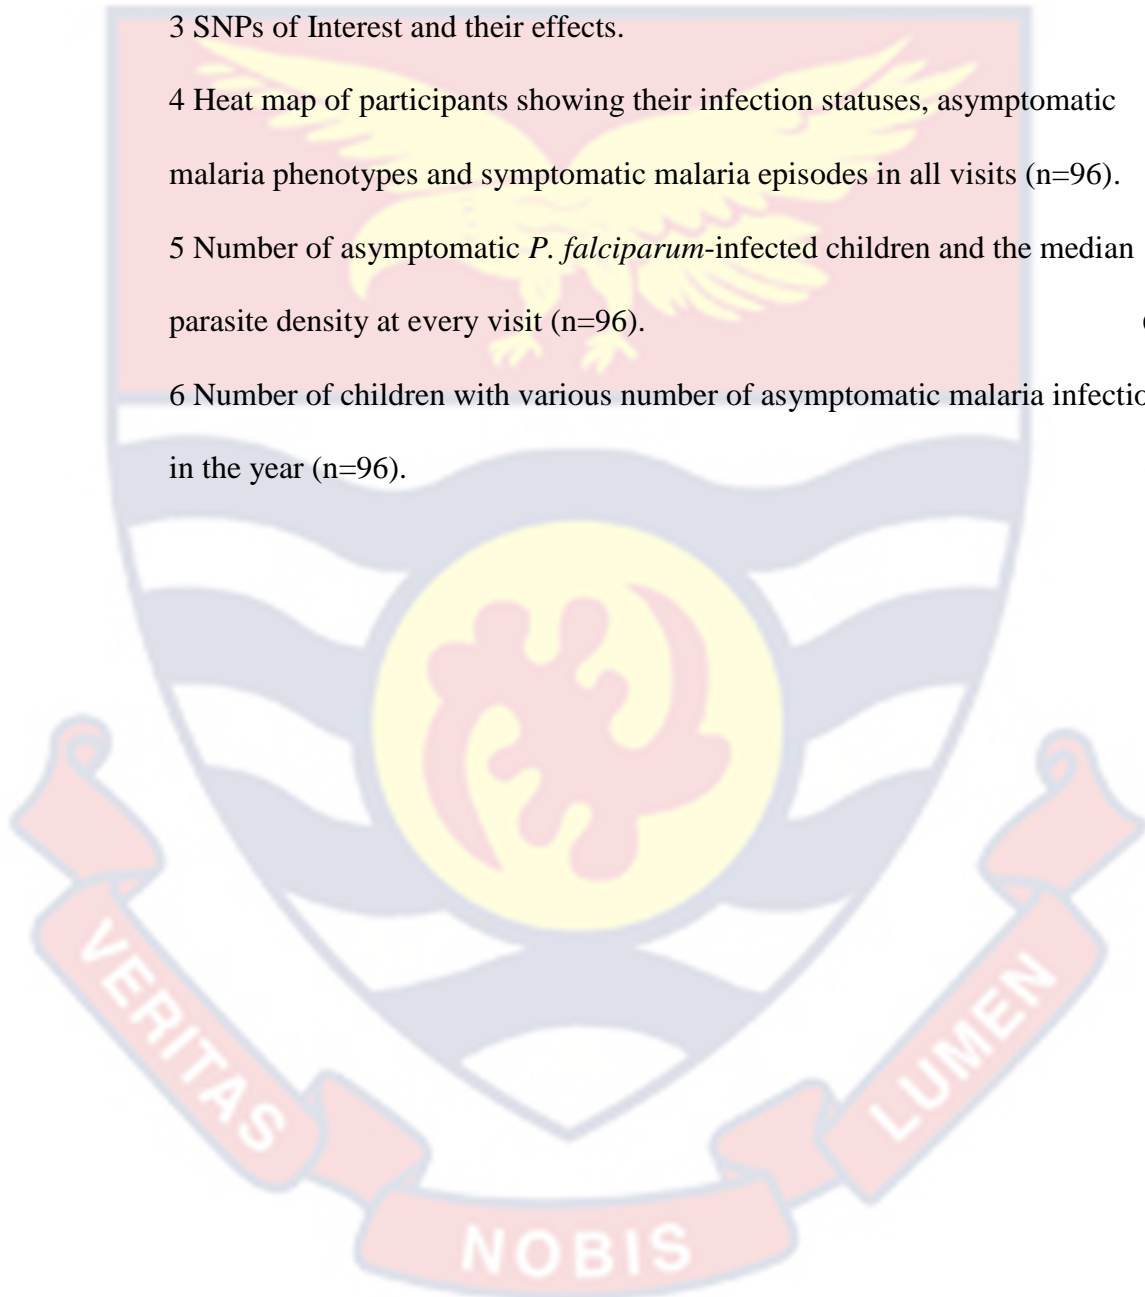 3 SNPs of Interest and their effects.
4 Heat map of participants showing their infection statuses, asymptomatic
malaria phenotypes and symptomatic malaria episodes in all visits (n=96).
5 Number of asymptomatic P. falciparum-infected children and the median
parasite density at every visit (n=96).
6 Number of children with various number of asymptomatic malaria infectio
in the year (n=96).
VERITAS
NOBIS
LUMEN